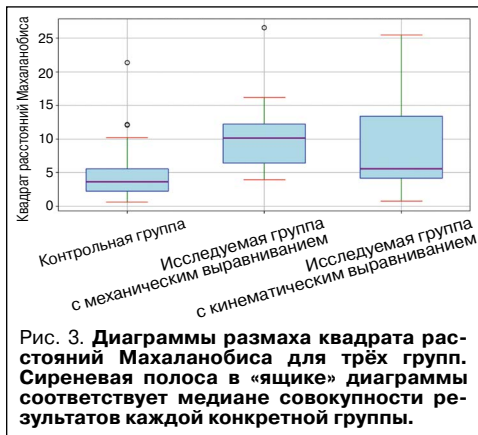 Квадрат расстояний Махаланобиса
25
20
15
10
5
0
Контрольная группа
Исследуемая группа
с механическим выравниванием
Исследуемая группа
с кинематическим выравниванием
Рис. 3. Диаграммы размаха квадрата рас-
стояний Махаланобиса для трёх групп.
Сиреневая полоса в «ящике» диаграммы
соответствует медиане совокупности ре-
зультатов каждой конкретной группы.